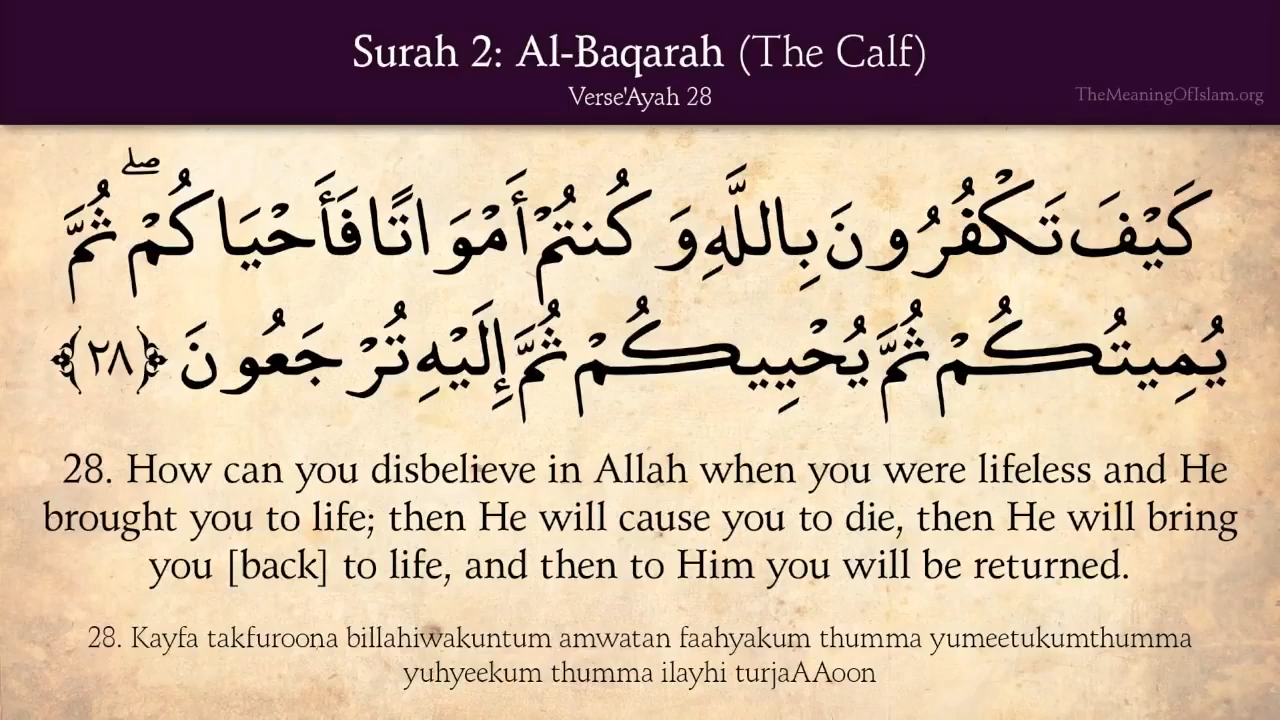 Surah 2: Al-Baqarah (The Calf)
Verse'Ayah 28
TheMeaningOfIslam.org
كَيْفَ تَكْفُرُونَ بِاللَّهِ وَكُنتُمْ أَمْوَاتًا فَأَحْيَاكُمْ ۖ ثُمَّ
يُمِيتُكُمْ ثُمَّ يُحْيِيكُمْ ثُمَّ إِلَيْهِ تُرْجَعُونَ ﴿٢٨﴾
28. How can you disbelieve in Allah when you were lifeless and He
brought you to life; then He will cause you to die, then He will bring
you [back] to life, and then to Him you will be returned.
28. Kayfa takfuroona billahiwakuntum amwatan faahyakum thumma yumeetukumthumma
yuhyeekum thumma ilayhi turjaAAoon